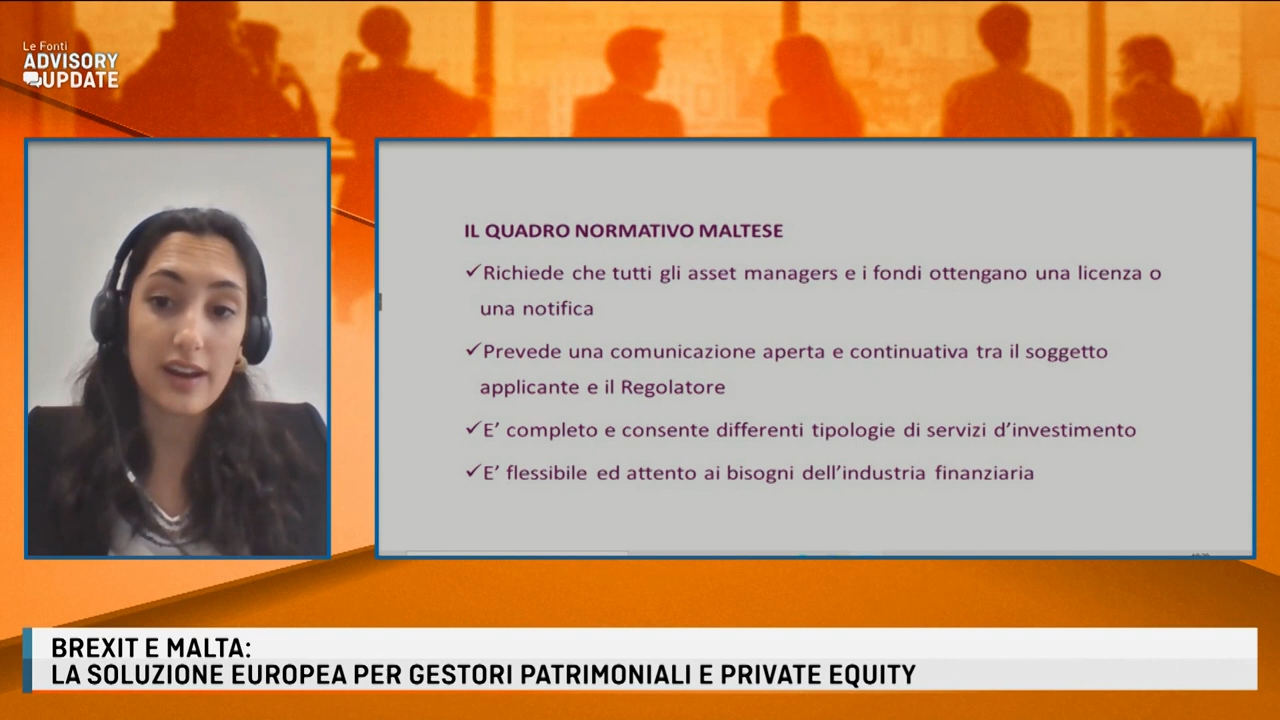 Le Fonti
ADVISORY
UPDATE
IL QUADRO NORMATIVO MALTESE
✓Richiede che tutti gli asset managers e i fondi ottengano una licenza o
una notifica
✓Prevede una comunicazione aperta e continuativa tra il soggetto
applicante e il Regolatore
✓E’ completo e consente differenti tipologie di servizi d’investimento
✓E’ flessibile ed attento ai bisogni dell’industria finanziaria
BREXIT E MALTA:
LA SOLUZIONE EUROPEA PER GESTORI PATRIMONIALI E PRIVATE EQUITY